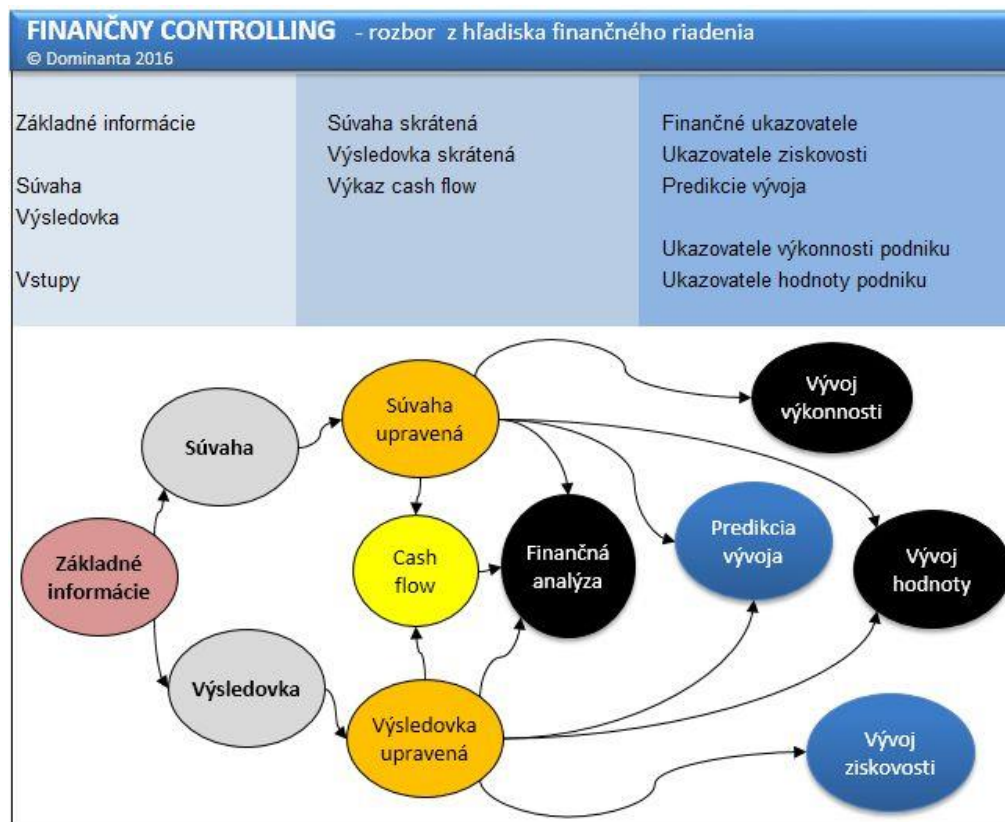 FINANČNY CONTROLLING - rozbor z hľadiska finančného riadenia
© Dominanta 2016
Základné informácie
Súvaha
Výsledovka
Vstupy
Súvaha skrátená
Výsledovka skrátená
Výkaz cash flow
Finančné ukazovatele
Ukazovatele ziskovosti
Predikcie vývoja
Ukazovatele výkonnosti podniku
Ukazovatele hodnoty podniku
Základné
informácie
Súvaha
Výsledovka
Súvaha
upravená
Cash
flow
Výsledovka
upravená
Finančná
analýza
Predikcia
vývoja
Vývoj
výkonnosti
Vývoj
hodnoty
Vývoj
ziskovosti